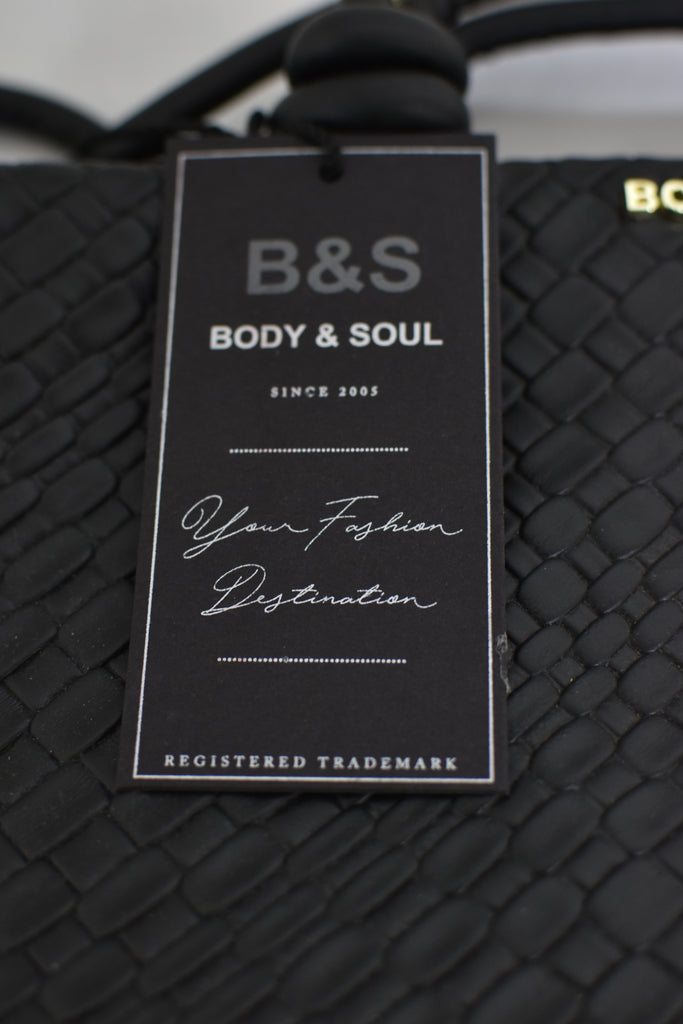 B&S
BODY & SOUL
SINCE 2005
Your Fashion
Destination
REGISTERED TRADEMARK
BO